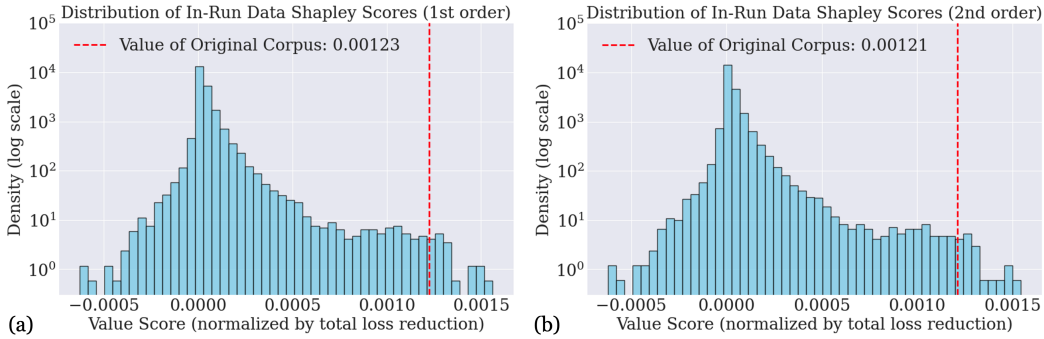 Distribution of In-Run Data Shapley Scores (1st order)
Value of Original Corpus: 0.00123
Density (log scale)
10^5
10^4
10^3
10^2
10^1
10^0
−0.0005 0.0000 0.0005 0.0010 0.0015
Value Score (normalized by total loss reduction)
(a)
Distribution of In-Run Data Shapley Scores (2nd order)
Value of Original Corpus: 0.00121
Density (log scale)
10^5
10^4
10^3
10^2
10^1
10^0
−0.0005 0.0000 0.0005 0.0010 0.0015
Value Score (normalized by total loss reduction)
(b)